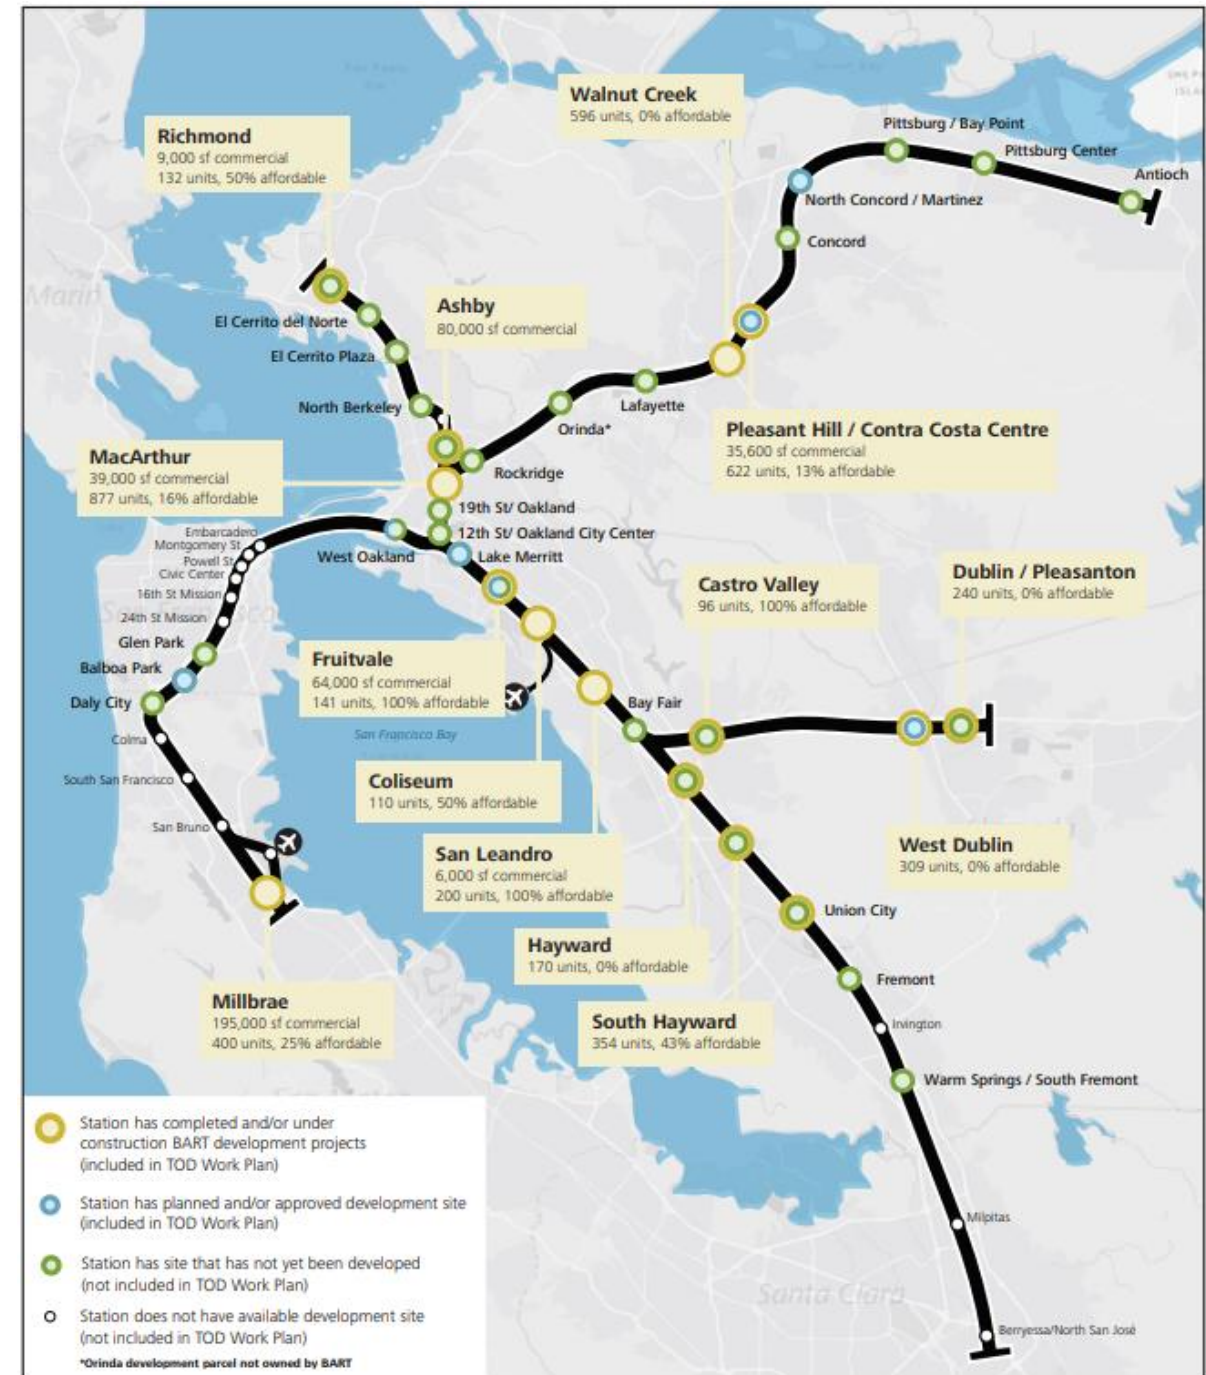 Walnut Creek
596 units, 0% affordable
Pittsburg / Bay Point
Pittsburg Center
Antioch
North Concord / Martinez
Concord
Richmond
9,000 sf commercial
132 units, 50% affordable
Marin
El Cerrito del Norte
El Cerrito Plaza
North Berkeley
Ashby
80,000 sf commercial
Lafayette
Orinda*
Rockridge
Pleasant Hill / Contra Costa Centre
35,600 sf commercial
622 units, 13% affordable
MacArthur
39,000 sf commercial
877 units, 16% affordable
19th St/ Oakland
12th St/ Oakland City Center
West Oakland
Lake Merritt
Embarcadero
Montgomery St
Powell St
Civic Center
16th St Mission
24th St Mission
San Francisco
Glen Park
Balboa Park
Daly City
Colma
South San Francisco
San Bruno
Castro Valley
96 units, 100% affordable
Dublin / Pleasanton
240 units, 0% affordable
Fruitvale
64,000 sf commercial
141 units, 100% affordable
San Francisco Bay
Bay Fair
Coliseum
110 units, 50% affordable
San Leandro
6,000 sf commercial
200 units, 100% affordable
West Dublin
309 units, 0% affordable
Hayward
170 units, 0% affordable
Union City
Fremont
Millbrae
195,000 sf commercial
400 units, 25% affordable
South Hayward
354 units, 43% affordable
Irvington
Warm Springs / South Fremont
Milpitas
Santa Clara
Berryessa/North San José
Station has completed and/or under
construction BART development projects
(included in TOD Work Plan)
Station has planned and/or approved development site
(included in TOD Work Plan)
Station has site that has not yet been developed
(not included in TOD Work Plan)
Station does not have available development site
(not included in TOD Work Plan)
*Orinda development parcel not owned by BART